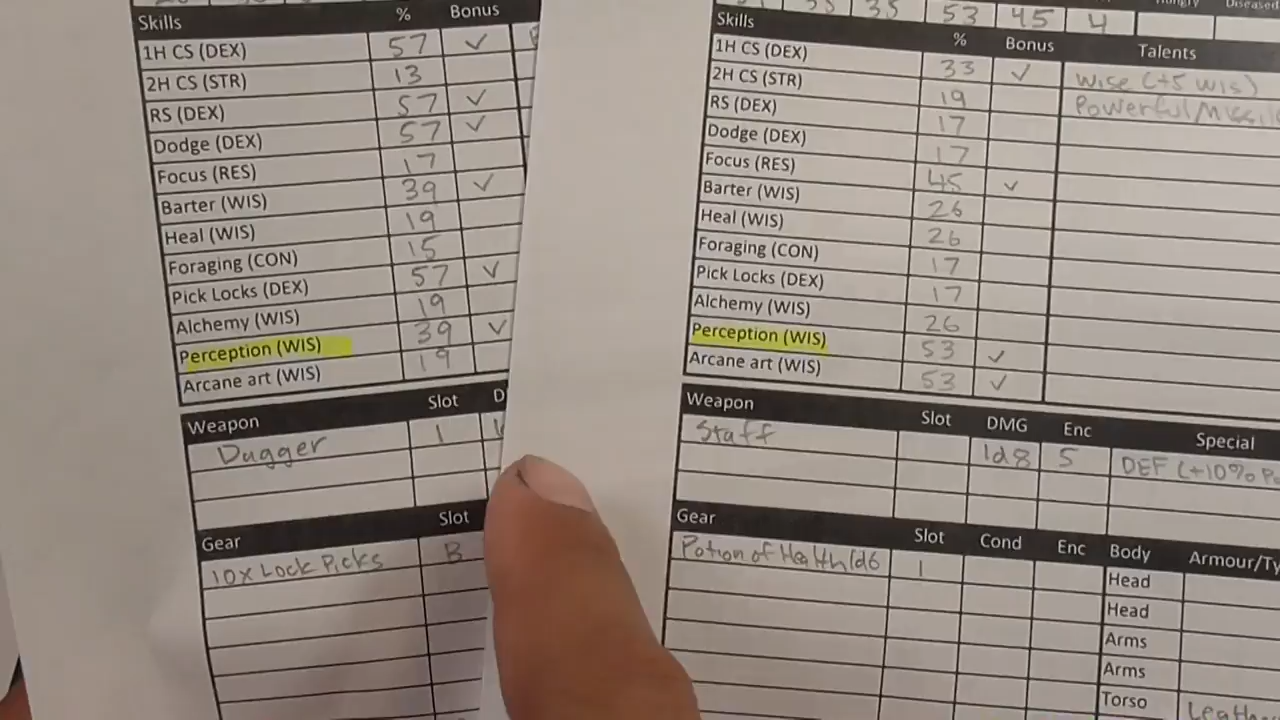 Skills % Bonus
1H CS (DEX) 57 ✓
2H CS (STR) 13
RS (DEX) 57 ✓
Dodge (DEX) 57 ✓
Focus (RES) 17
Barter (WIS) 39 ✓
Heal (WIS) 19
Foraging (CON) 15
Pick Locks (DEX) 57 ✓
Alchemy (WIS) 19
Perception (WIS) 39 ✓
Arcane art (WIS) 19
Weapon Slot
Dagger 1
Gear Slot
10x Lock Picks B
35 53 45 4
Diseased
Skills % Bonus Talents
1H CS (DEX) 33 ✓ Wise (+5 WIS)
2H CS (STR) 19 Powerful Missil
RS (DEX) 17
Dodge (DEX) 17
Focus (RES) 45 ✓
Barter (WIS) 26
Heal (WIS) 26
Foraging (CON) 17
Pick Locks (DEX) 17
Alchemy (WIS) 26
Perception (WIS) 53 ✓
Arcane art (WIS) 53 ✓
Weapon Slot DMG Enc Special
Staff 1d8 5 DEF (+10% Pa
Gear Slot Cond Enc Body Armour/Ty
Potion of Health 1d6 1 Head
Head
Arms
Arms
Torso Leath